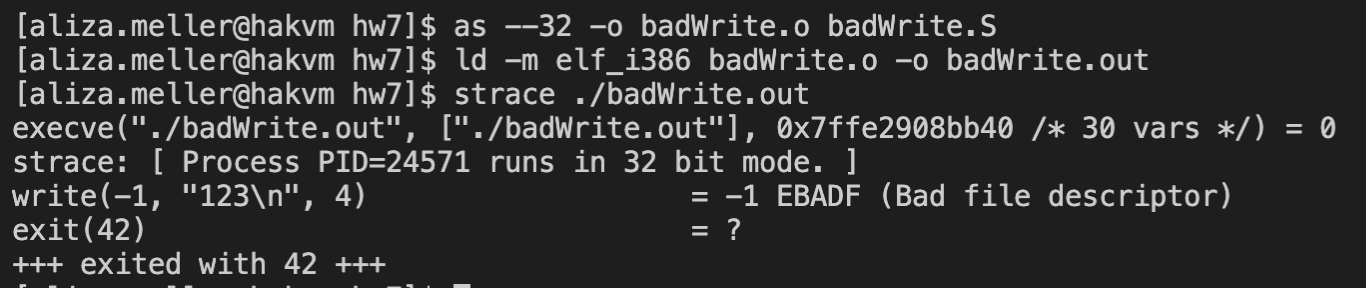 [aliza.meller@hakvm hw7]$ as --32 -o badWrite.o badWrite.S
[aliza.meller@hakvm hw7]$ ld -m elf_i386 badWrite.o -o badWrite.out
[aliza.meller@hakvm hw7]$ strace ./badWrite.out
execve("./badWrite.out", ["./badWrite.out"], 0x7ffe2908bb40 /* 30 vars */) = 0
strace: [ Process PID=24571 runs in 32 bit mode. ]
write(-1, "123\n", 4)                   = -1 EBADF (Bad file descriptor)
exit(42)                                = ?
+++ exited with 42 +++